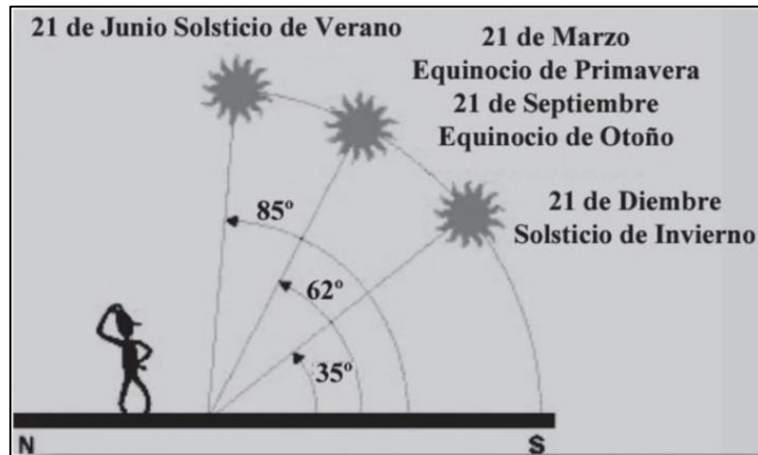 21 de Junio Solsticio de Verano
21 de Marzo
Equinocio de Primavera
21 de Septiembre
Equinocio de Otoño
21 de Diembre
Solsticio de Invierno
85º
62º
35º
N
S